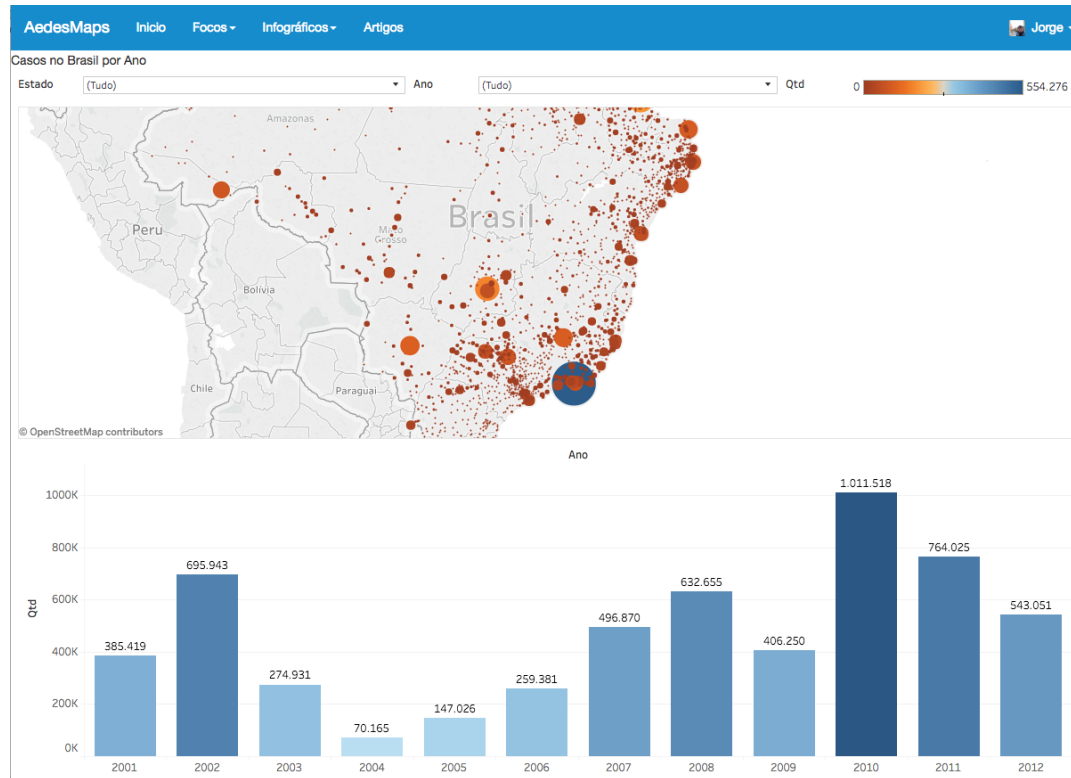 AedesMaps Inicio Focos Infográficos Artigos Jorge
Casos no Brasil por Ano
Estado (Tudo) Ano (Tudo) Qtd 0 554.276
Amazonas
Brasil
Peru
Mato
Grosso
Bolivia
Chile
Paraguai
© OpenStreetMap contributors
Ano
1.011.518
1000K
800K
764.025
695.943
632.655
600K
Qtd
543.051
496.870
406.250
400K
385.419
274.931
259.381
200K
147.026
70.165
0K
2001 2002 2003 2004 2005 2006 2007 2008 2009 2010 2011 2012